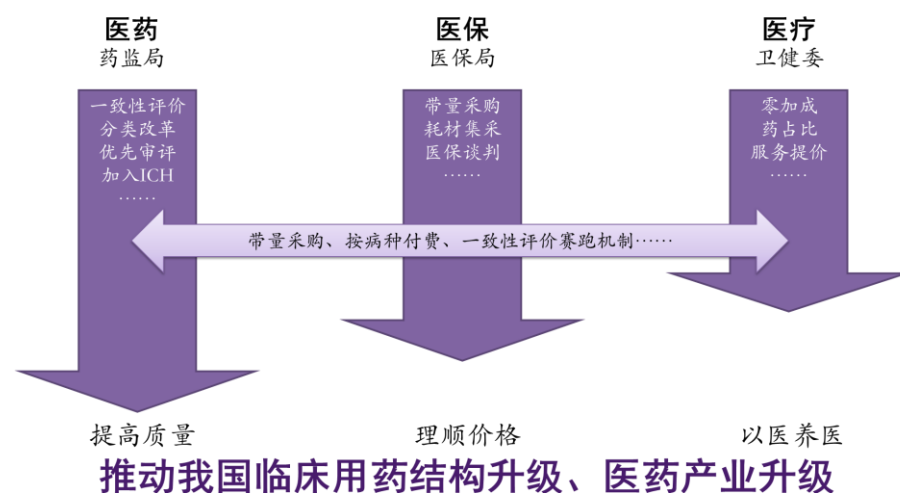 医药
药监局
一致性评价
分类改革
优先审评
加入ICH
……
医保
医保局
带量采购
耗材集采
医保谈判
……
医疗
卫健委
零加成
药占比
服务提价
……
带量采购、按病种付费、一致性评价赛跑机制……
提高质量
理顺价格
以医养医
推动我国临床用药结构升级、医药产业升级